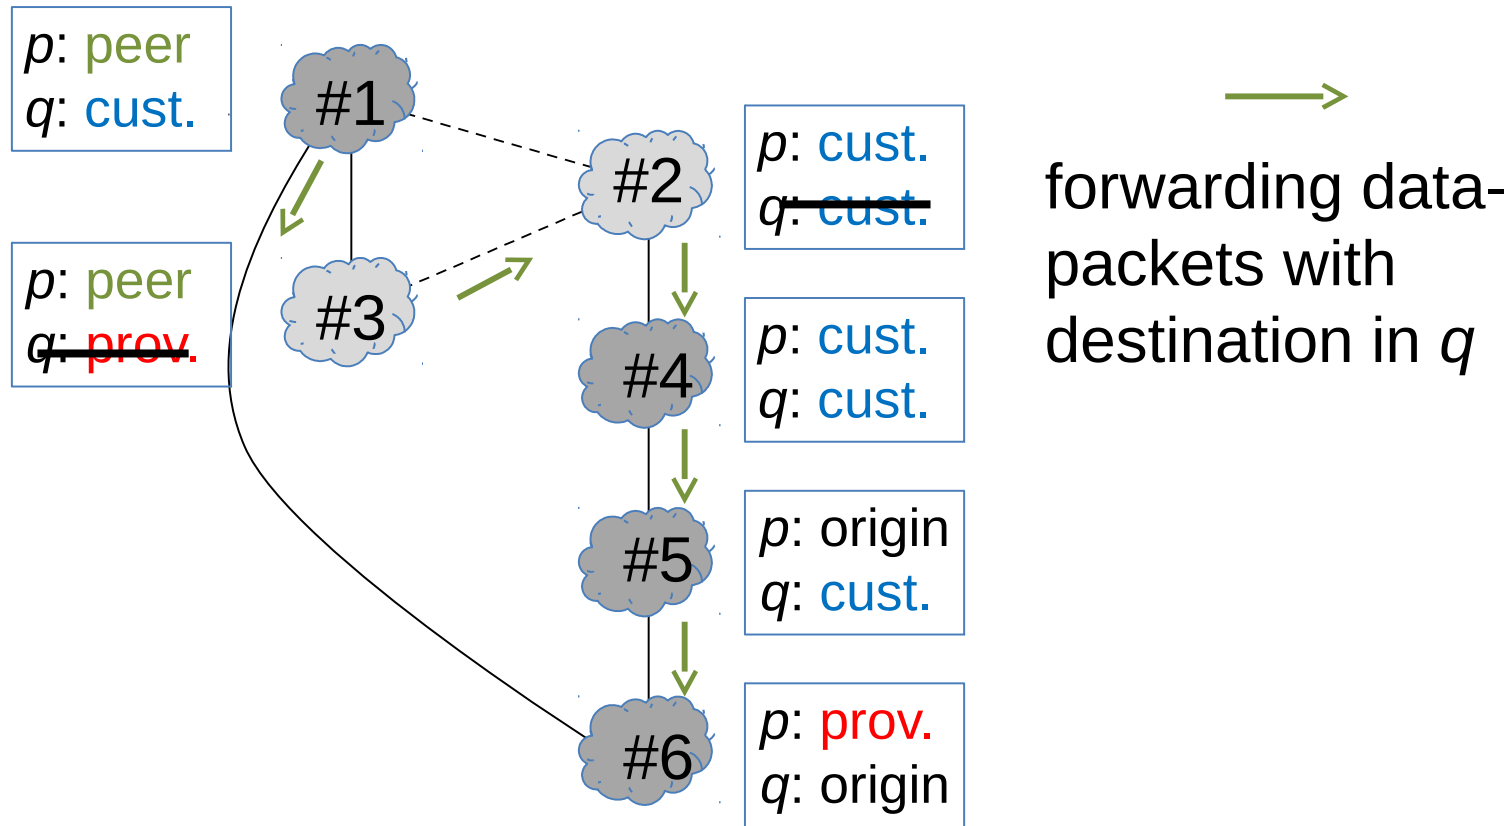 p: peer
q: cust.
#1
#2
p: cust.
q: cust.
forwarding data-
packets with
destination in q
p: peer
q: prov.
#3
#4
p: cust.
q: cust.
#5
p: origin
q: cust.
#6
p: prov.
q: origin